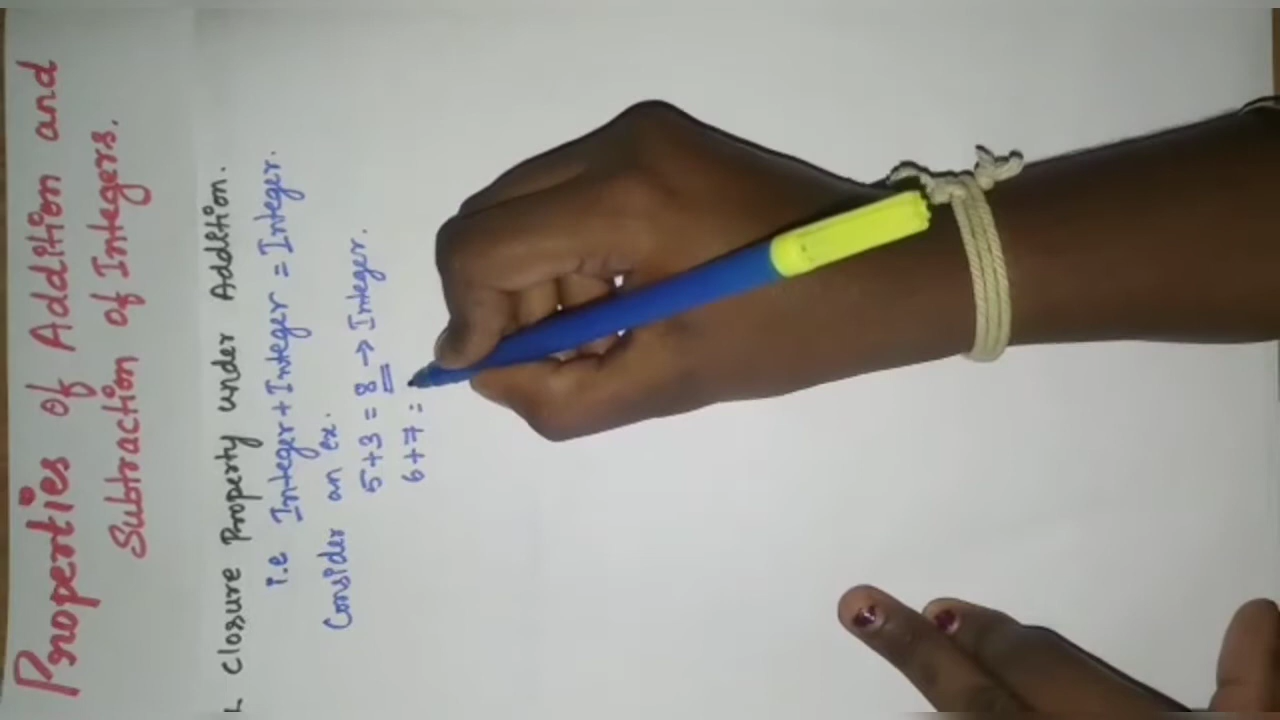 Properties of Addition and
Subtraction of Integers.
Closure Property under Addition.
i.e Integer + Integer = Integer.
Consider an ex.
5+3 = 8 → Integer.
6+7 =